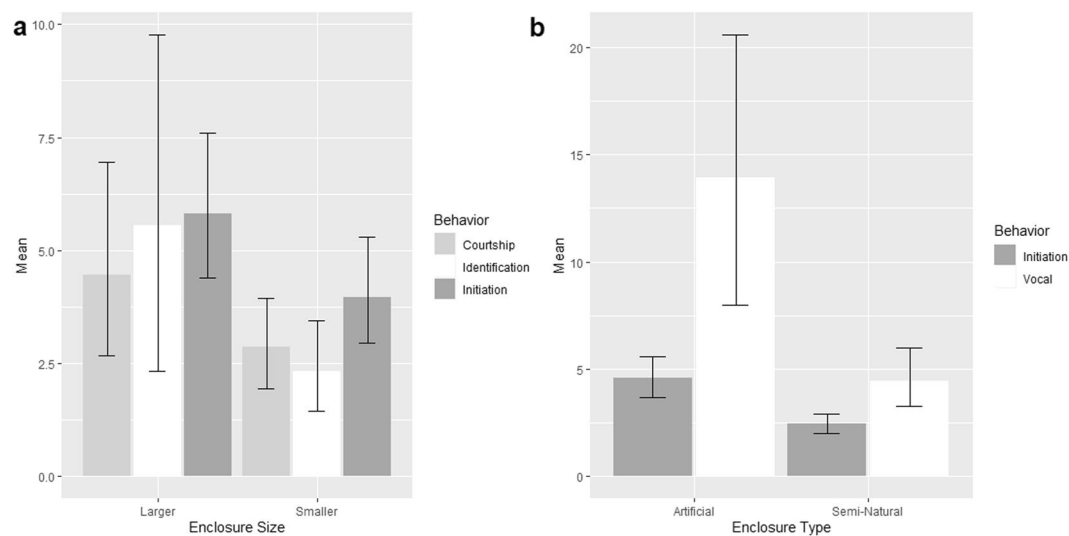 a
10.0
7.5
5.0
2.5
0.0
Mean
Larger
Smaller
Enclosure Size
Behavior
Courtship
Identification
Initiation
b
20
15
10
5
0
Mean
Artificial
Semi-Natural
Enclosure Type
Behavior
Initiation
Vocal